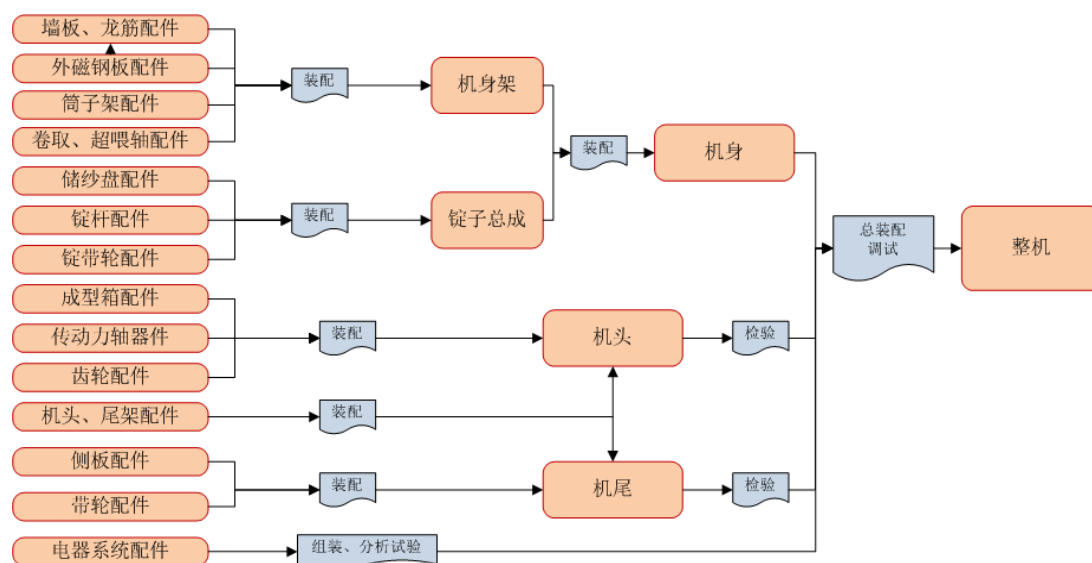 墙板、龙筋配件
外磁钢板配件
筒子架配件
卷取、超喂轴配件
装配
机身架
储纱盘配件
锭杆配件
锭带轮配件
装配
锭子总成
装配
机身
成型箱配件
传动力轴器件
齿轮配件
装配
机头
检验
机头、尾架配件
装配
侧板配件
带轮配件
装配
机尾
检验
电器系统配件
组装、分析试验
总装配
调试
整机